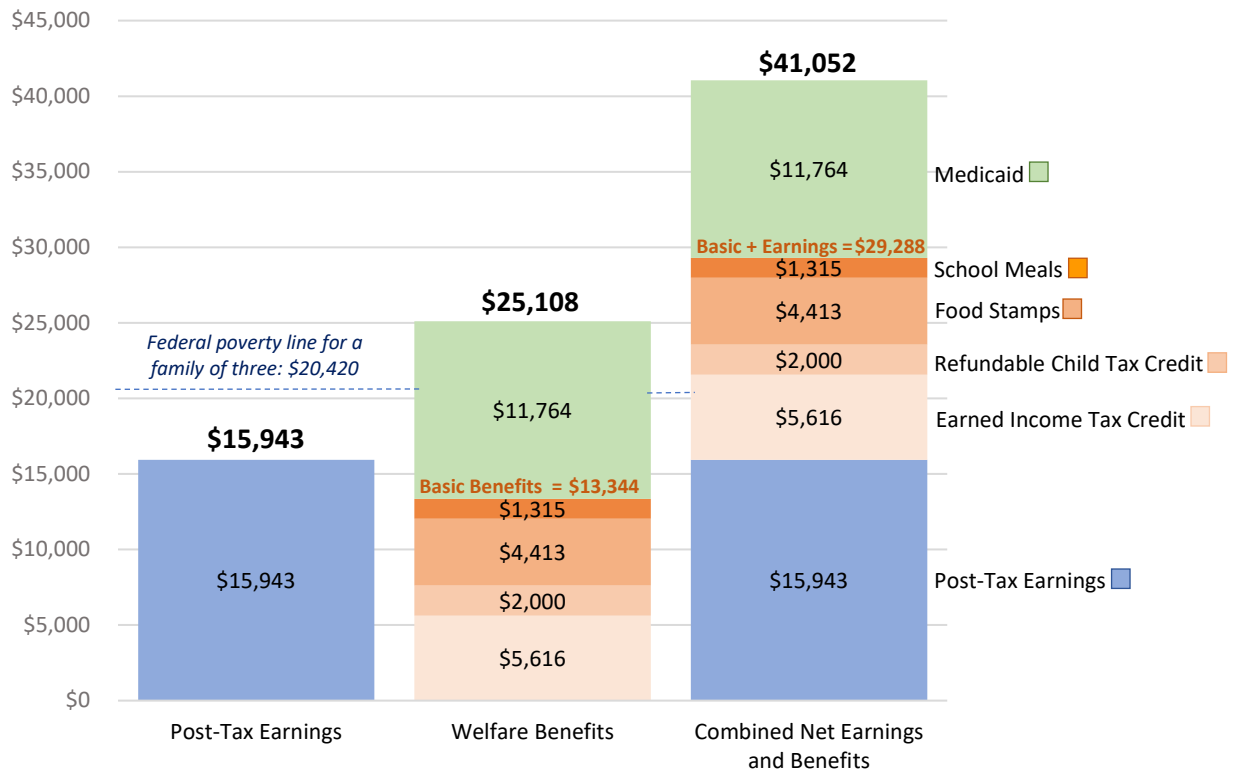 $45,000
$41,052
$40,000
$35,000
$11,764
Medicaid
$30,000
Basic + Earnings = $29,288
$1,315
School Meals
$25,108
$4,413
Food Stamps
$25,000
Federal poverty line for a
family of three: $20,420
$2,000
Refundable Child Tax Credit
$20,000
$11,764
$5,616
Earned Income Tax Credit
$15,943
$15,000
Basic Benefits = $13,344
$1,315
$10,000
$4,413
$15,943
$15,943
Post-Tax Earnings
$2,000
$5,000
$5,616
$0
Post-Tax Earnings
Welfare Benefits
Combined Net Earnings
and Benefits